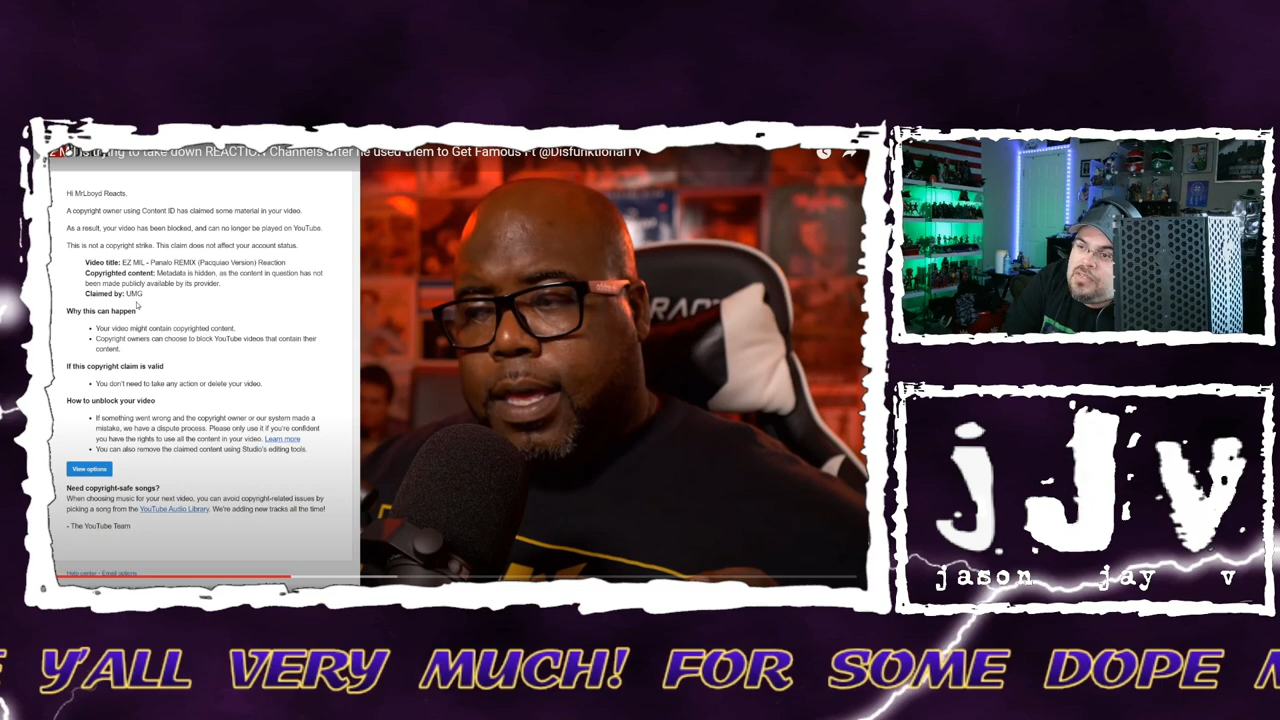 is trying to take down REACTION Channels after he used them to Get Famous Ft @DisfunktionalTv
Hi MrLboyd Reacts,
A copyright owner using Content ID has claimed some material in your video.
As a result, your video has been blocked, and can no longer be played on YouTube.
This is not a copyright strike. This claim does not affect your account status.
Video title: EZ MIL - Panalo REMIX (Pacquiao Version) Reaction
Copyrighted content: Metadata is hidden, as the content in question has not
been made publicly available by its provider.
Claimed by: UMG
Why this can happen
• Your video might contain copyrighted content.
• Copyright owners can choose to block YouTube videos that contain their
content.
If this copyright claim is valid
• You don't need to take any action or delete your video.
How to unblock your video
• If something went wrong and the copyright owner or our system made a
mistake, we have a dispute process. Please only use it if you're confident
you have the rights to use all the content in your video. Learn more
• You can also remove the claimed content using Studio's editing tools.
View options
Need copyright-safe songs?
When choosing music for your next video, you can avoid copyright-related issues by
picking a song from the YouTube Audio Library. We're adding new tracks all the time!
- The YouTube Team
Help center • Email options
jJv
jason jay v
Y'ALL VERY MUCH! FOR SOME DOPE